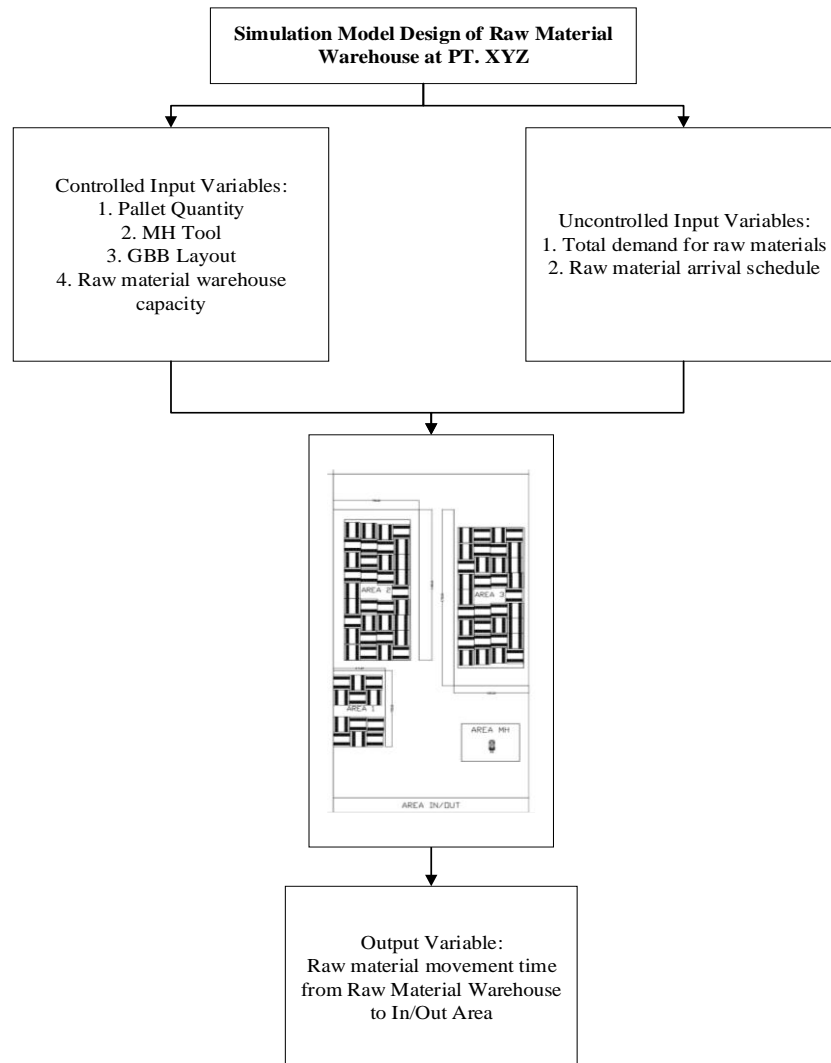 Simulation Model Design of Raw Material
Warehouse at PT. XYZ
Controlled Input Variables:
1. Pallet Quantity
2. MH Tool
3. GBB Layout
4. Raw material warehouse
capacity
Uncontrolled Input Variables:
1. Total demand for raw materials
2. Raw material arrival schedule
AREA 2
AREA 3
AREA 1
AREA MH
AREA IN/OUT
Output Variable:
Raw material movement time
from Raw Material Warehouse
to In/Out Area